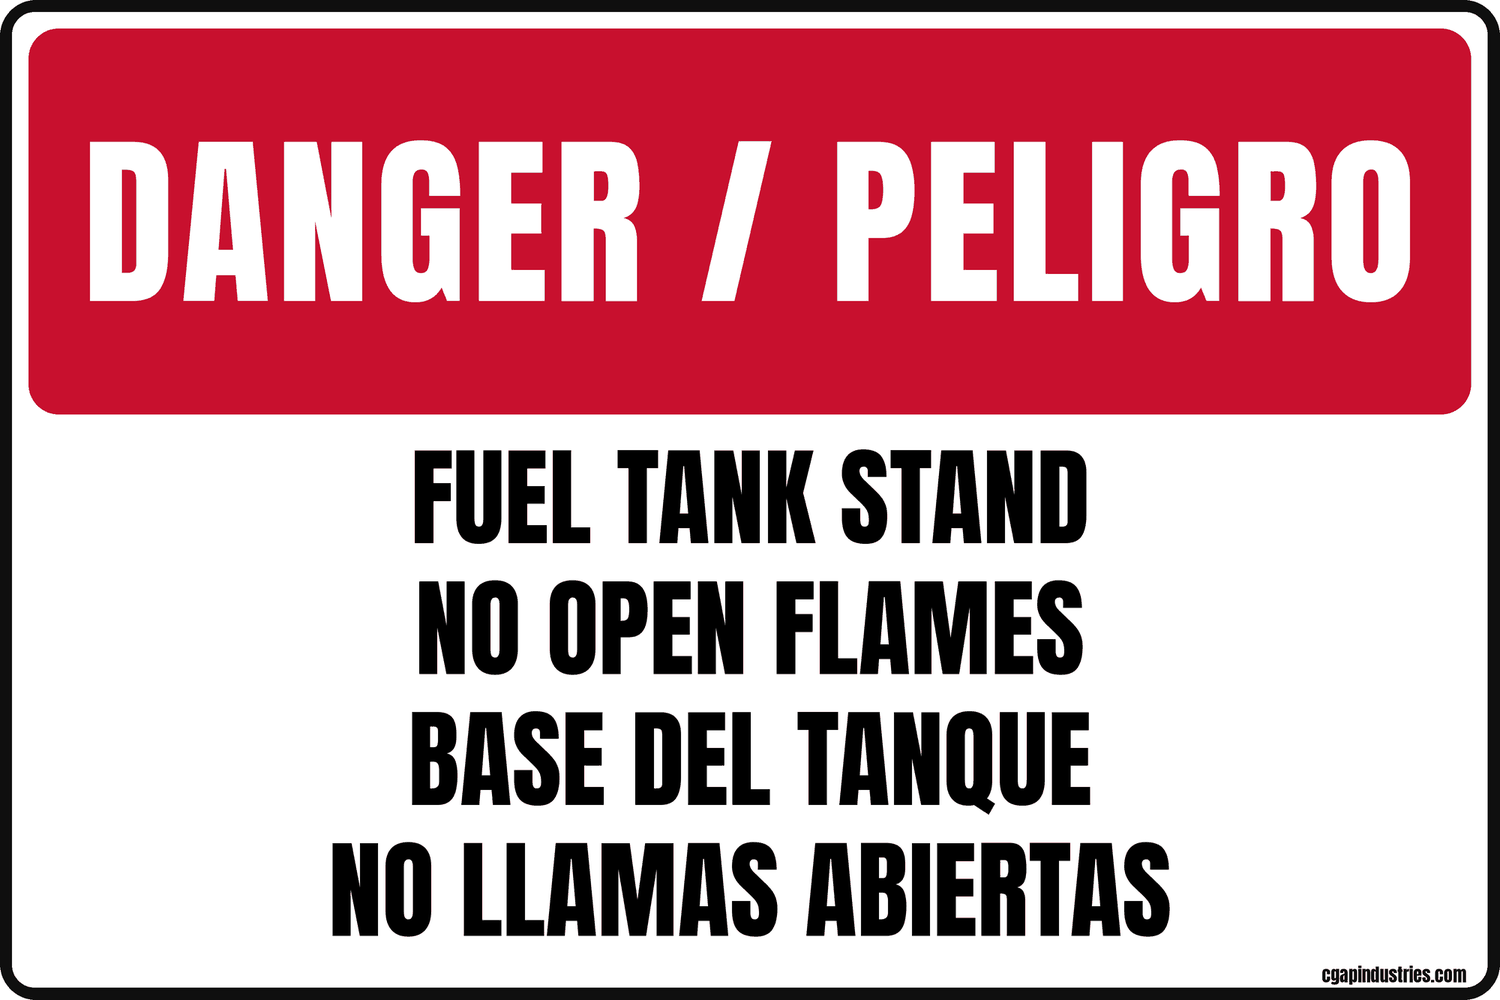 DANGER / PELIGRO
FUEL TANK STAND
NO OPEN FLAMES
BASE DEL TANQUE
NO LLAMAS ABIERTAS
cgapindustries.com